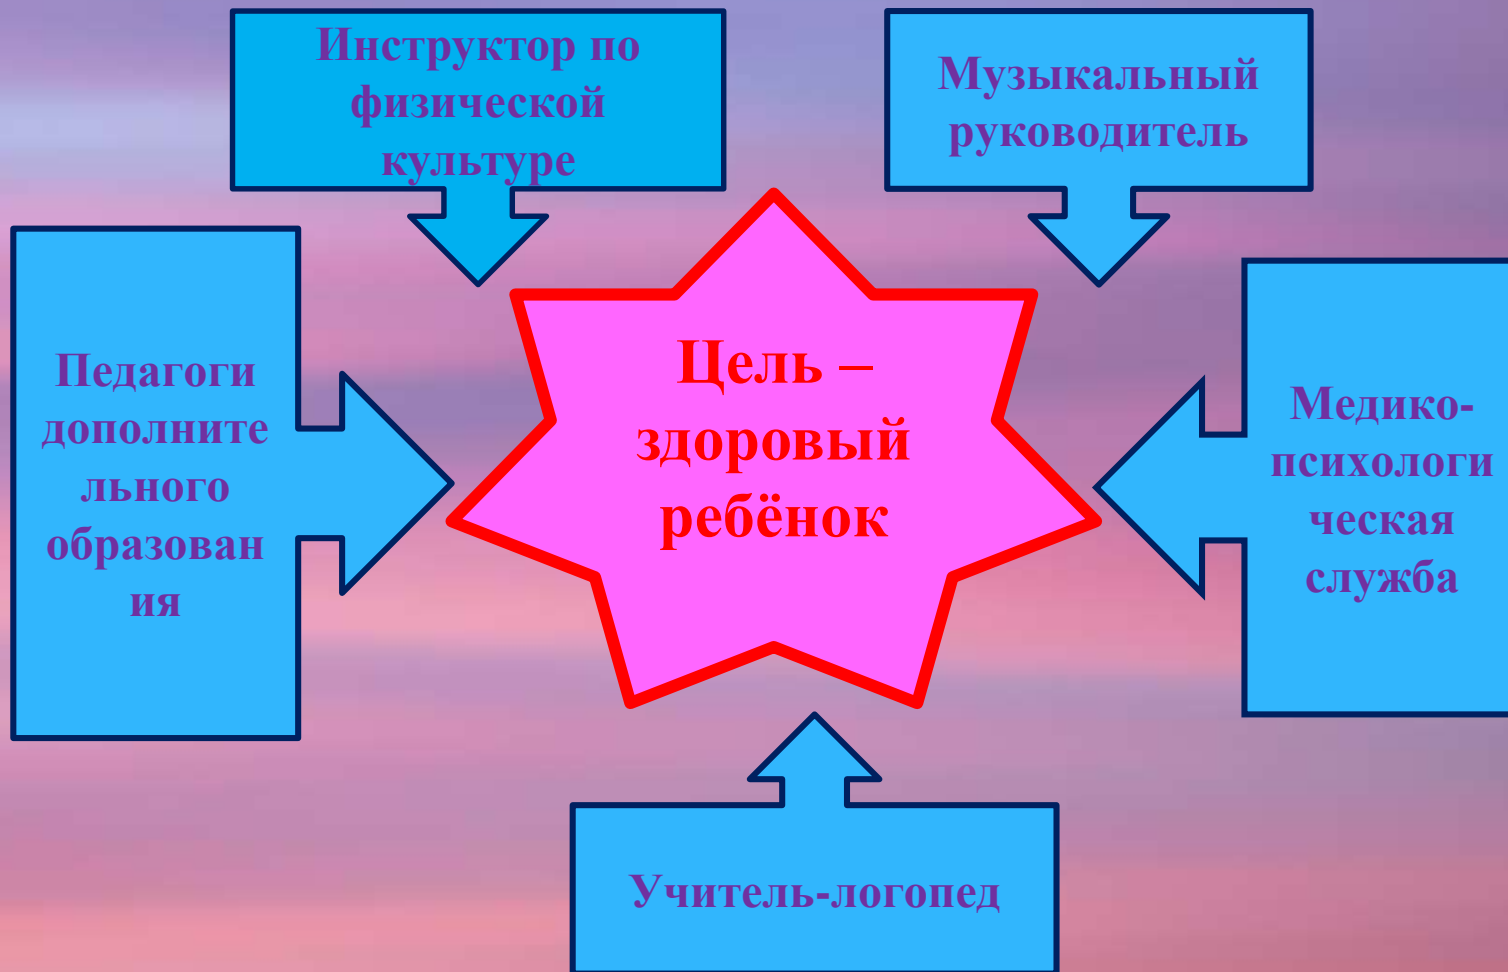 Инструктор по
физической
культуре
Музыкальный
руководитель
Педагоги
дополните
льного
образован
ия
Цель –
здоровый
ребёнок
Медико-
психологи
ческая
служба
Учитель-логопед